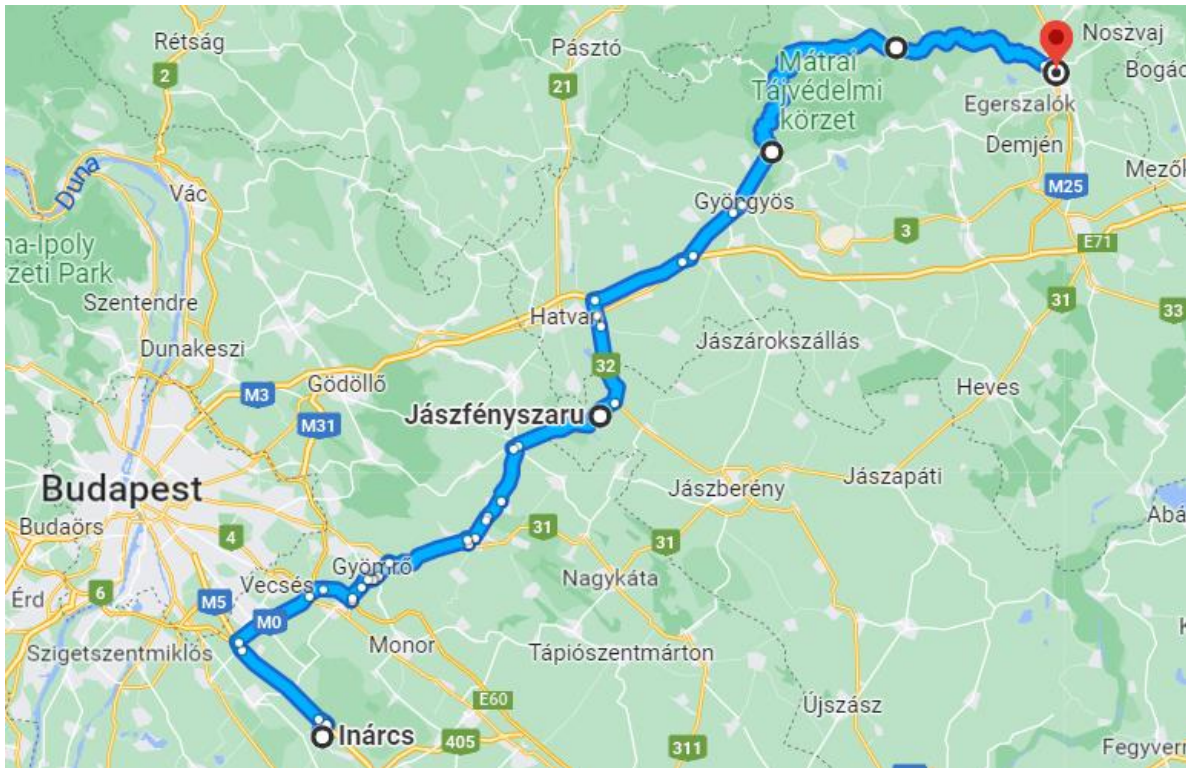 Rétság
Pásztó
Noszvaj
2
Mátrai
Tájvédelmi
körzet
Bogác
21
Egerszalók
Demjén
Duna
Vác
M25
Mezők
Gyöngyös
3
E71
na-Ipoly
zeti Park
Szentendre
31
33
Hatvan
Dunakeszi
Jászárokszállás
32
M3
Gödöllő
Heves
Jászfényszaru
M31
Budapest
Jászberény
Jászapáti
Budaörs
4
31
31
Abá
Gyömrő
Vecsés
Nagykáta
Érd
6
M5
M0
Szigetszentmiklós
Monor
Tápiószentmárton
E60
Újszász
Inárcs
405
311
Fegyvern